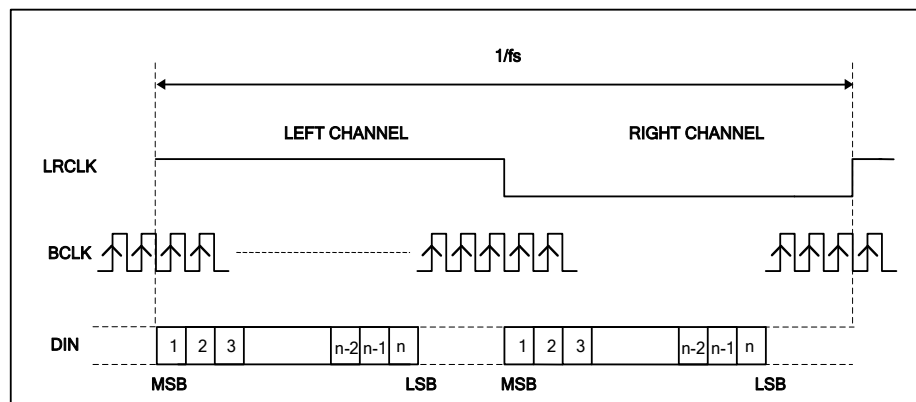 1/fs
LEFT CHANNEL RIGHT CHANNEL
LRCLK
BCLK
DIN 1 2 3 n-2 n-1 n 1 2 3 n-2 n-1 n
MSB LSB MSB LSB